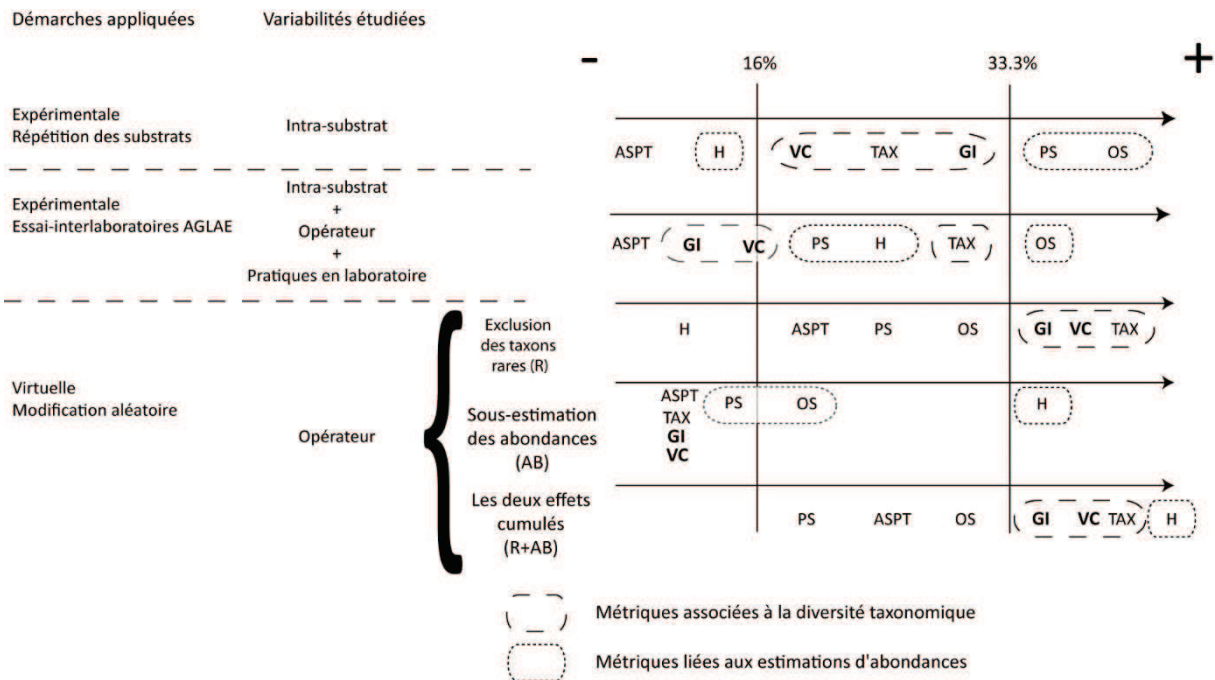 Démarches appliquées
Variabilités étudiées
- 16% 33.3% +
Expérimentale
Répétition des substrats
Intra-substrat
ASPT H VC TAX GI PS OS
Expérimentale
Essai-interlaboratoires AGLAE
Intra-substrat
+
Opérateur
+
Pratiques en laboratoire
ASPT GI VC PS H TAX OS
Virtuelle
Modification aléatoire
Opérateur
Exclusion
des taxons
rares (R)
H ASPT PS OS GI VC TAX
Sous-estimation
des abondances
(AB)
ASPT PS OS H
TAX
GI
VC
Les deux effets
cumulés
(R+AB)
PS ASPT OS GI VC TAX H
Métriques associées à la diversité taxonomique
Métriques liées aux estimations d'abondances